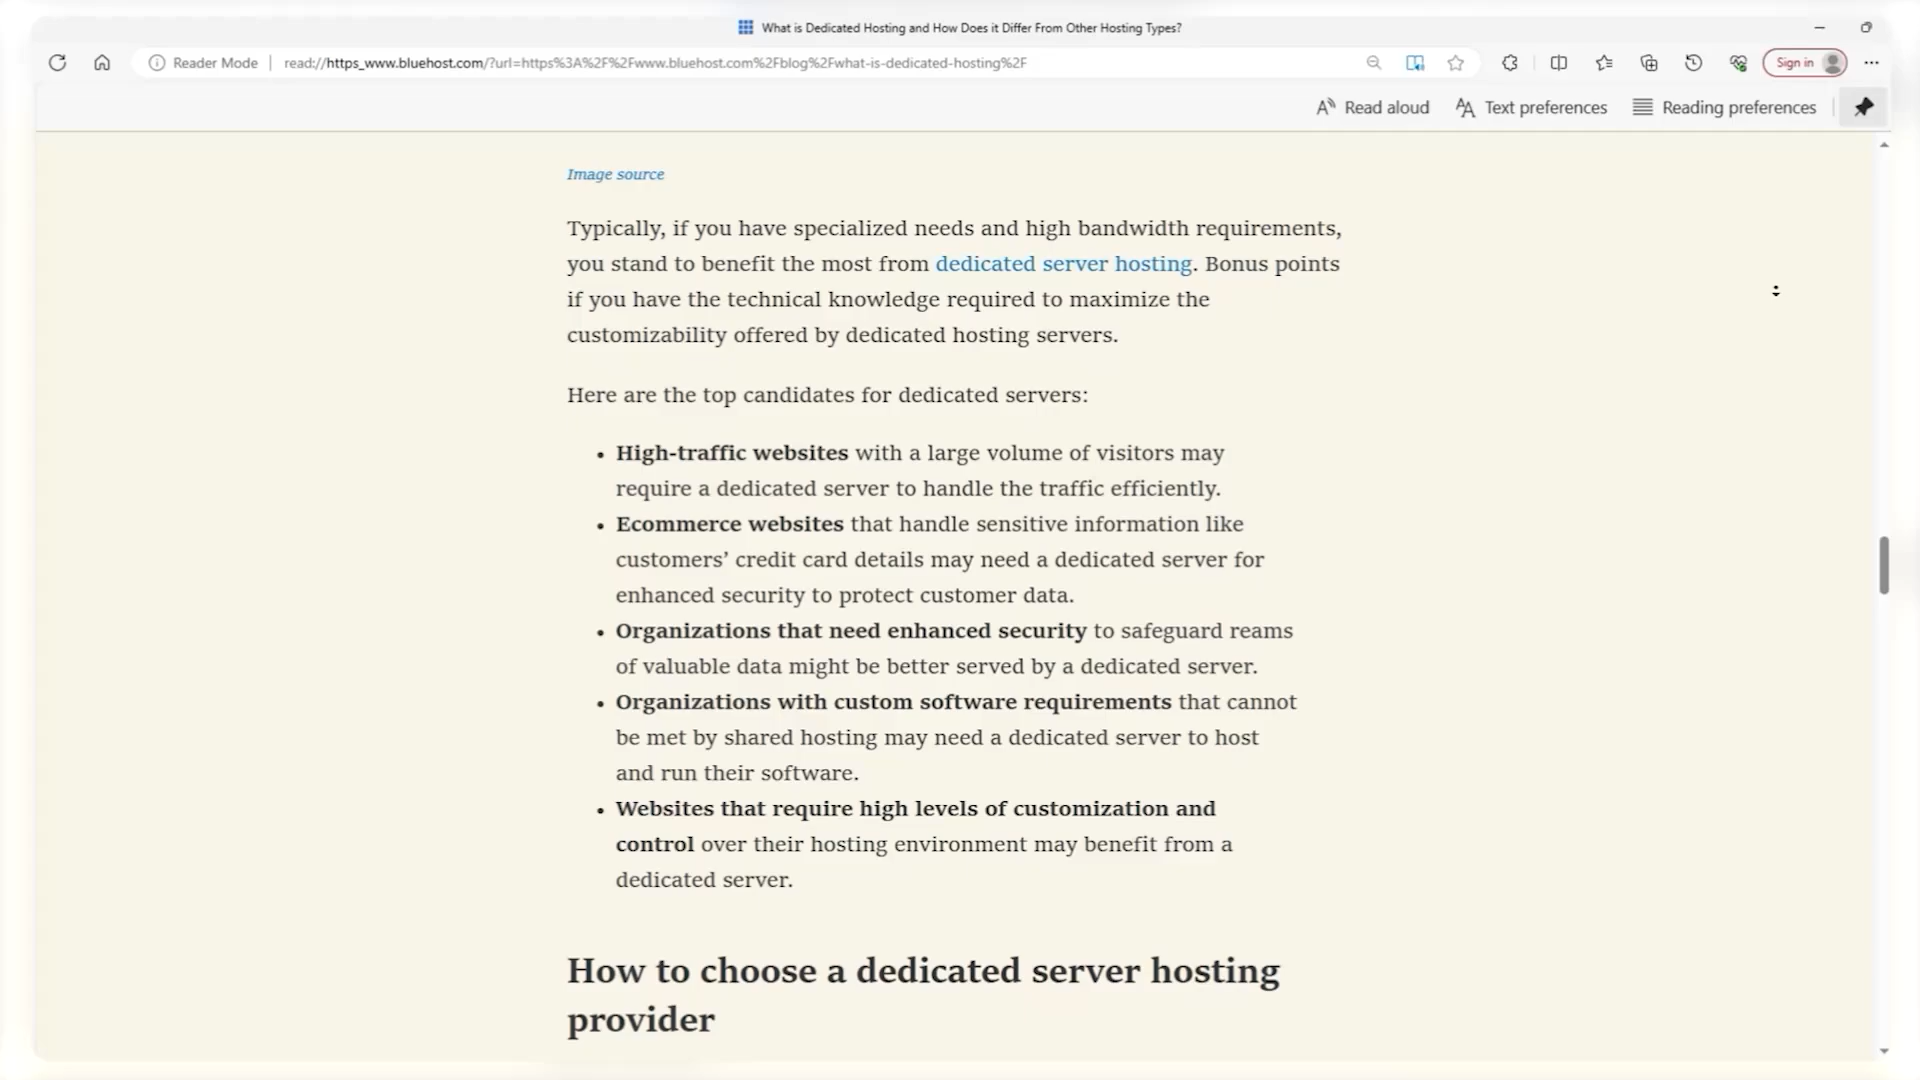 What is Dedicated Hosting and How Does it Differ From Other Hosting Types?
Reader Mode
read://https_www.bluehost.com/?url=https%3A%2F%2Fwww.bluehost.com%2Fblog%2Fwhat-is-dedicated-hosting%2F
Sign in
Read aloud
Text preferences
Reading preferences
Image source
Typically, if you have specialized needs and high bandwidth requirements,
you stand to benefit the most from dedicated server hosting. Bonus points
if you have the technical knowledge required to maximize the
customizability offered by dedicated hosting servers.
Here are the top candidates for dedicated servers:
• High-traffic websites with a large volume of visitors may
require a dedicated server to handle the traffic efficiently.
• Ecommerce websites that handle sensitive information like
customers’ credit card details may need a dedicated server for
enhanced security to protect customer data.
• Organizations that need enhanced security to safeguard reams
of valuable data might be better served by a dedicated server.
• Organizations with custom software requirements that cannot
be met by shared hosting may need a dedicated server to host
and run their software.
• Websites that require high levels of customization and
control over their hosting environment may benefit from a
dedicated server.
How to choose a dedicated server hosting
provider